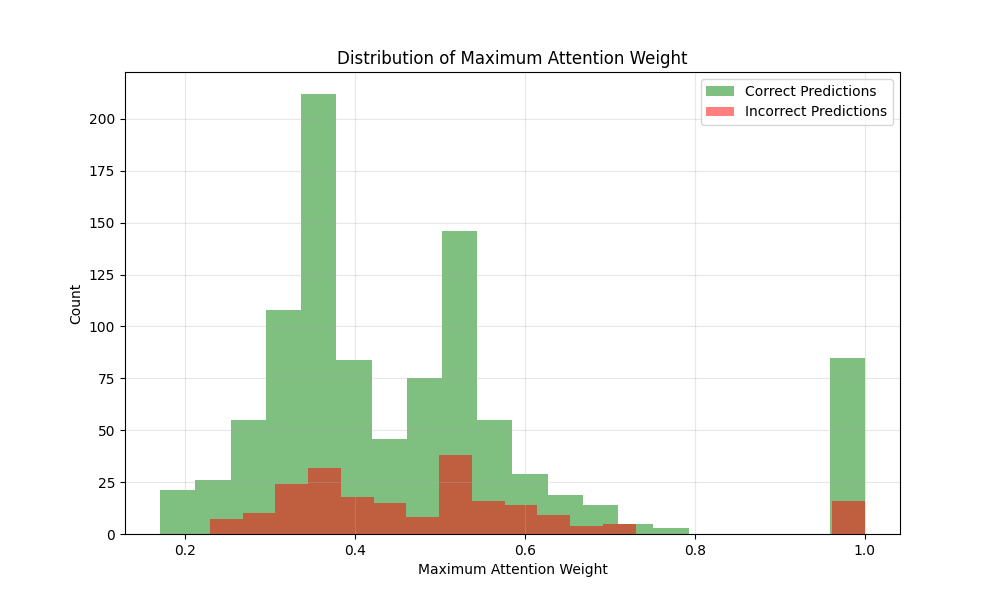 Distribution of Maximum Attention Weight
Correct Predictions
Incorrect Predictions
200
175
150
125
100
75
50
25
0
Count
0.2 0.4 0.6 0.8 1.0
Maximum Attention Weight